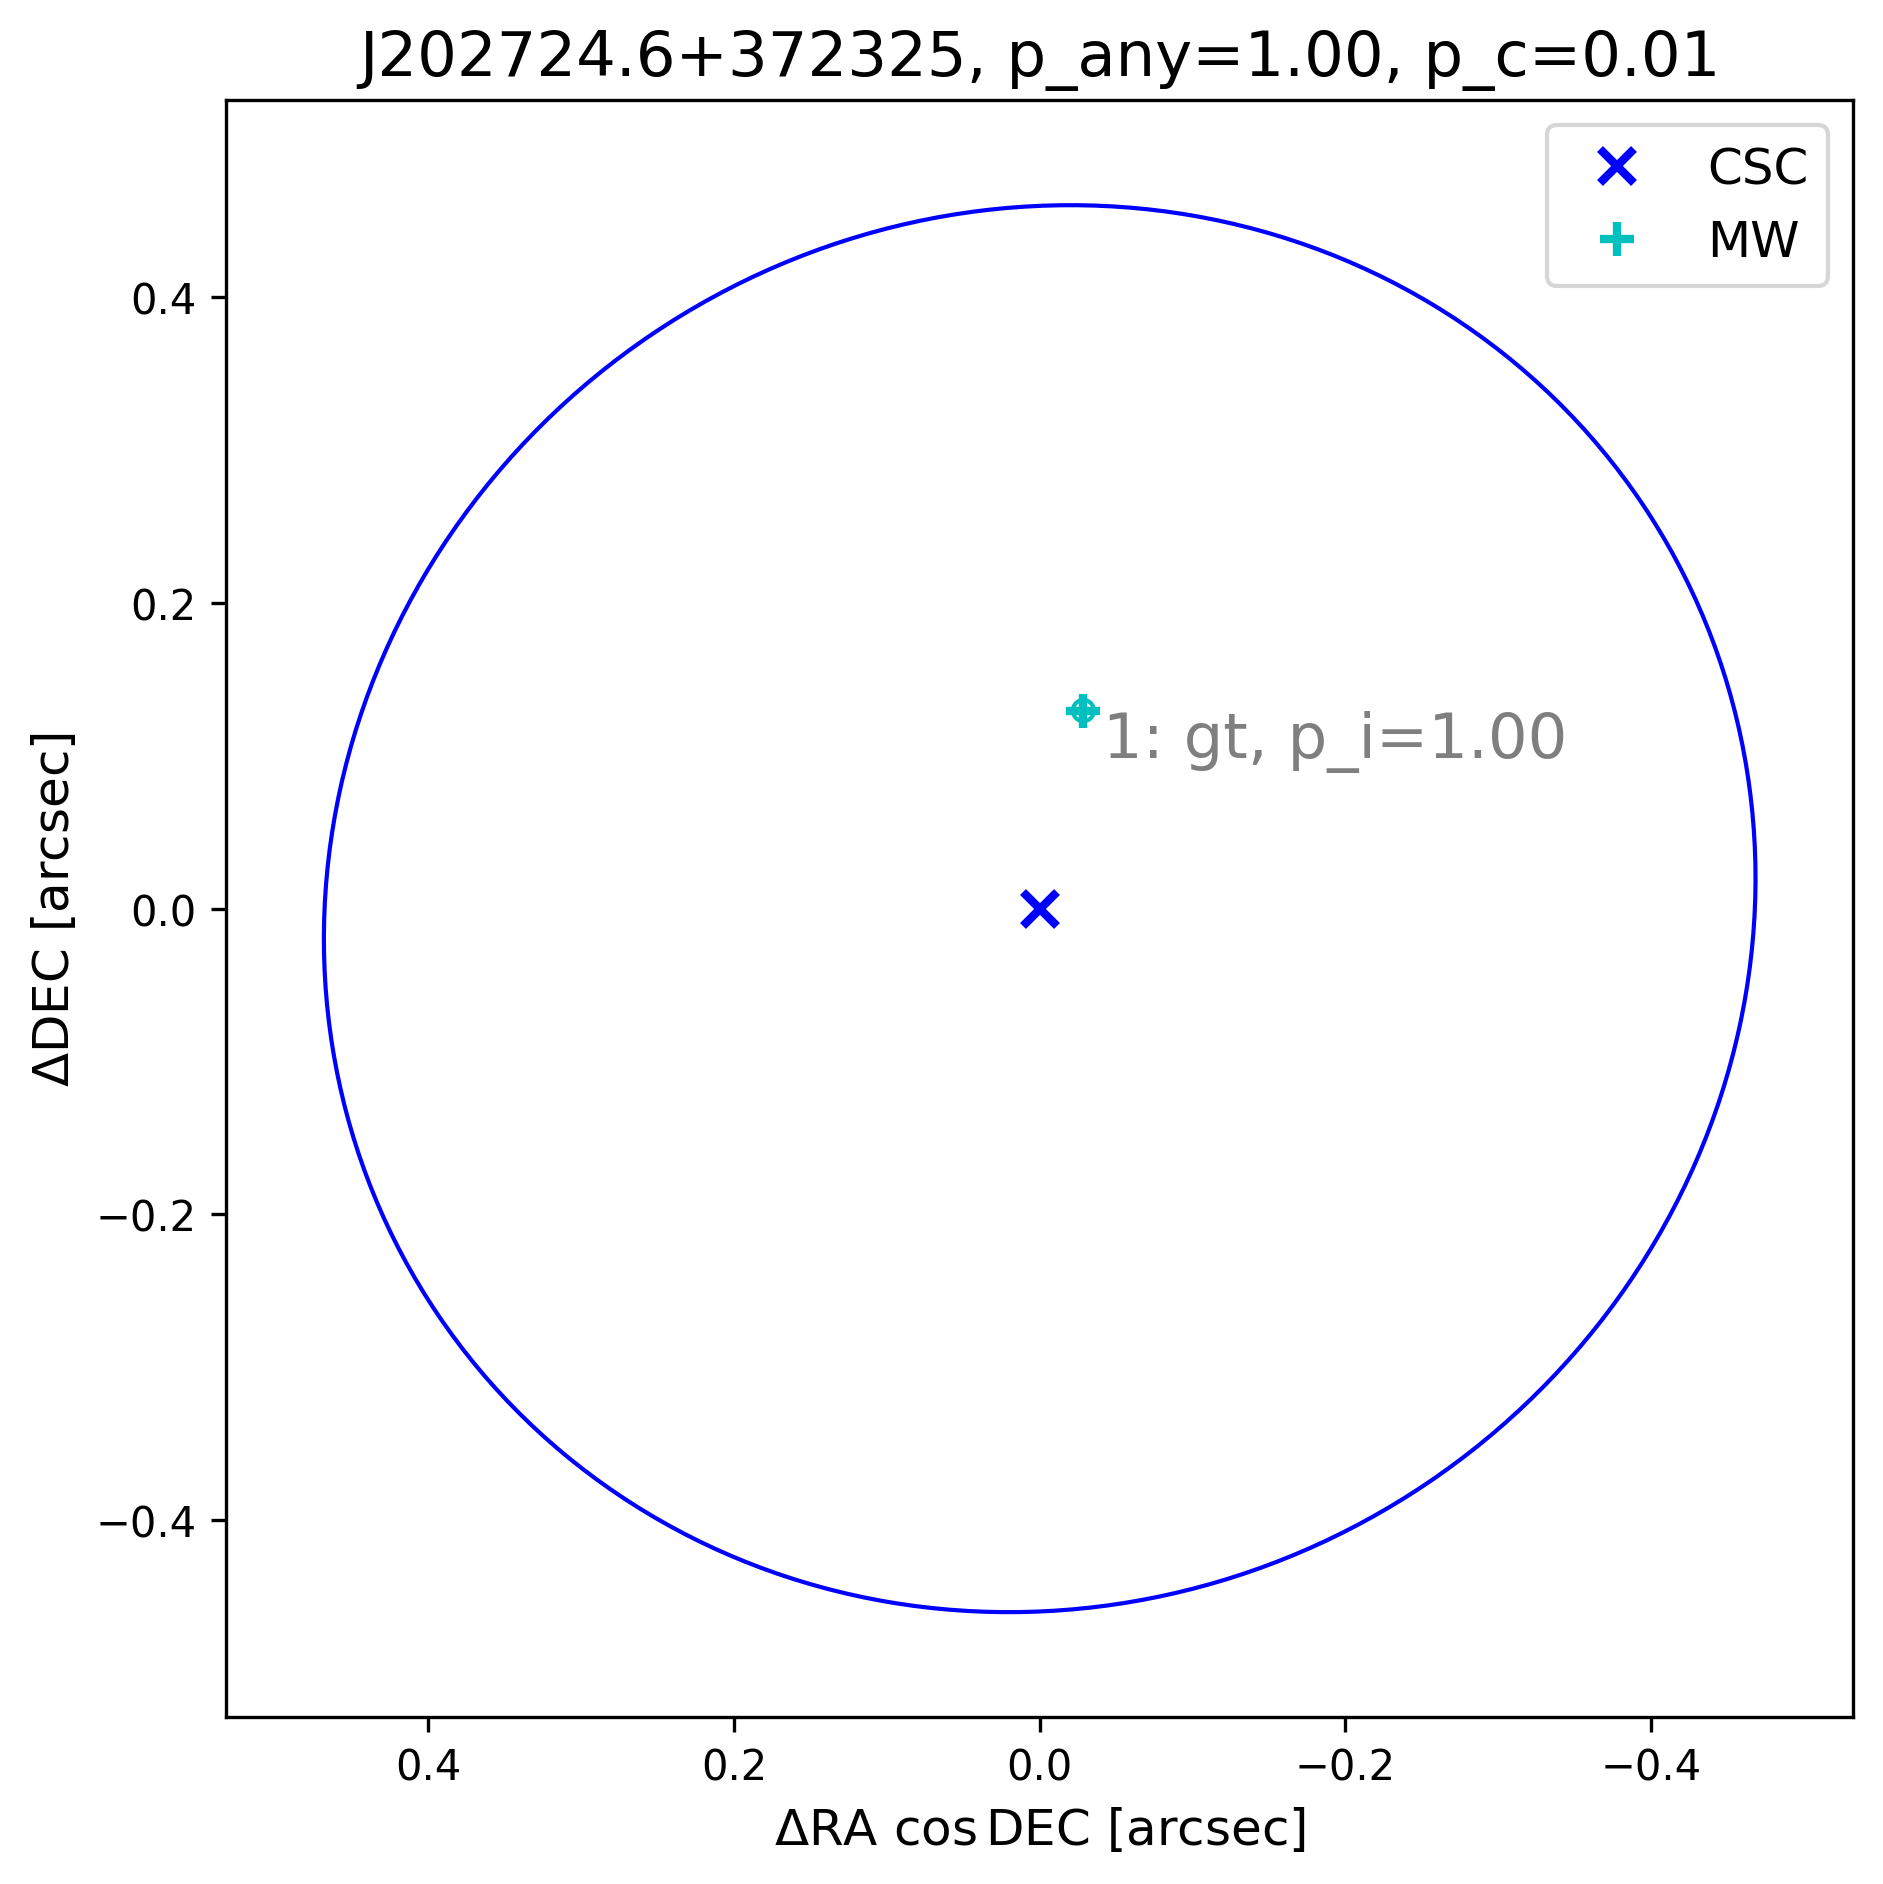 J202724.6+372325, p_any=1.00, p_c=0.01
CSC
MW
0.4
0.2
0.0
−0.2
−0.4
ΔDEC [arcsec]
1: gt, p_i=1.00
0.4
0.2
0.0
−0.2
−0.4
ΔRA cos DEC [arcsec]